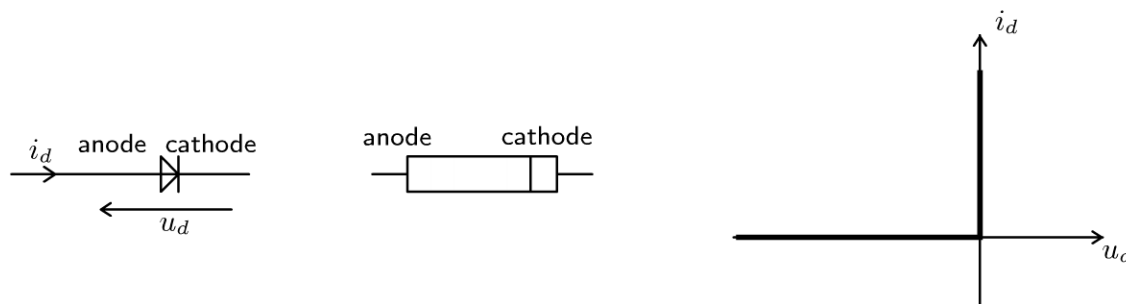 i_d
anode
cathode
u_d
anode
cathode
i_d
u_d